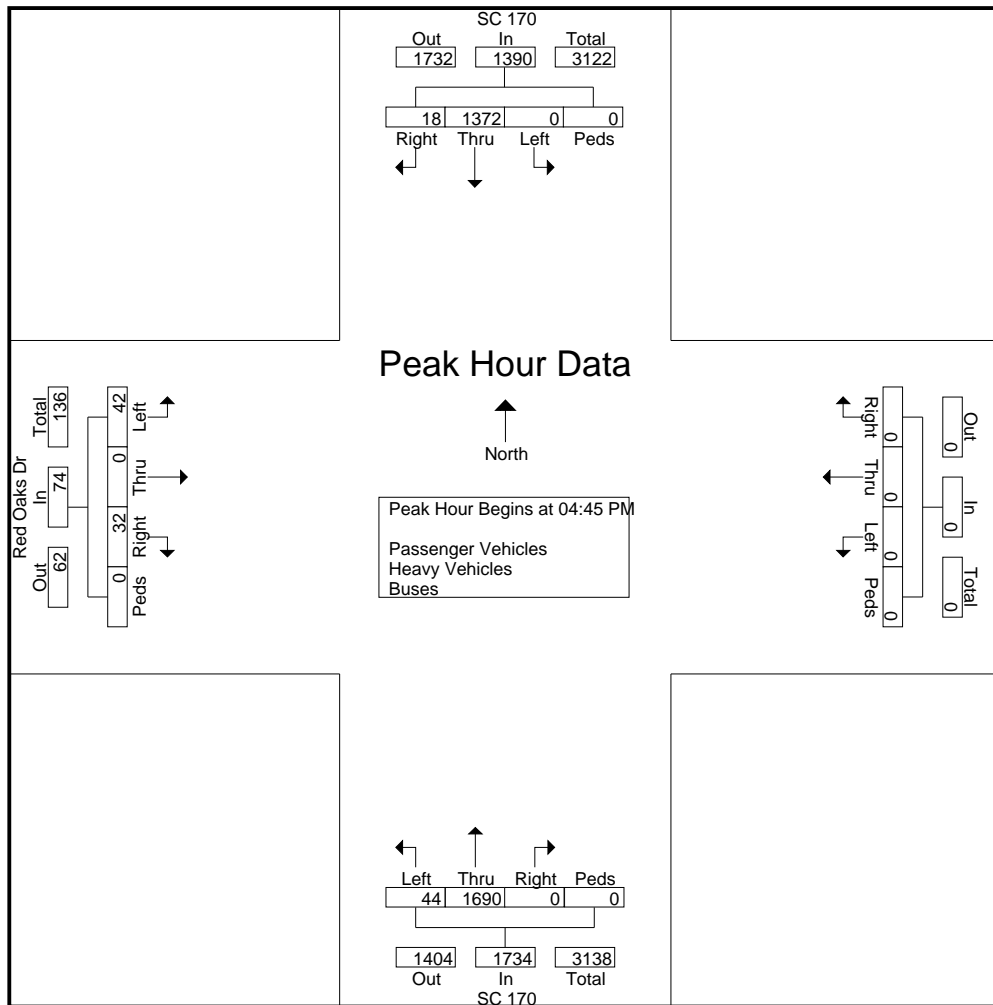 SC 170
Out In Total
1732 1390 3122
18 1372 0 0
Right Thru Left Peds
Peak Hour Data
North
Peak Hour Begins at 04:45 PM
Passenger Vehicles
Heavy Vehicles
Buses
Red Oaks Dr
Out In Total
62 74 136
0 32 0 42
Peds Right Thru Left
Right Thru Left Peds
0 0 0 0
Out In Total
0 0 0
Left Thru Right Peds
44 1690 0 0
1404 1734 3138
Out In Total
SC 170